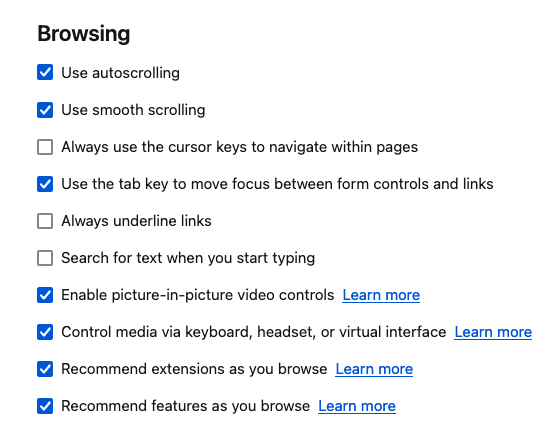 Browsing
Use autoscrolling
Use smooth scrolling
Always use the cursor keys to navigate within pages
Use the tab key to move focus between form controls and links
Always underline links
Search for text when you start typing
Enable picture-in-picture video controls Learn more
Control media via keyboard, headset, or virtual interface Learn more
Recommend extensions as you browse Learn more
Recommend features as you browse Learn more